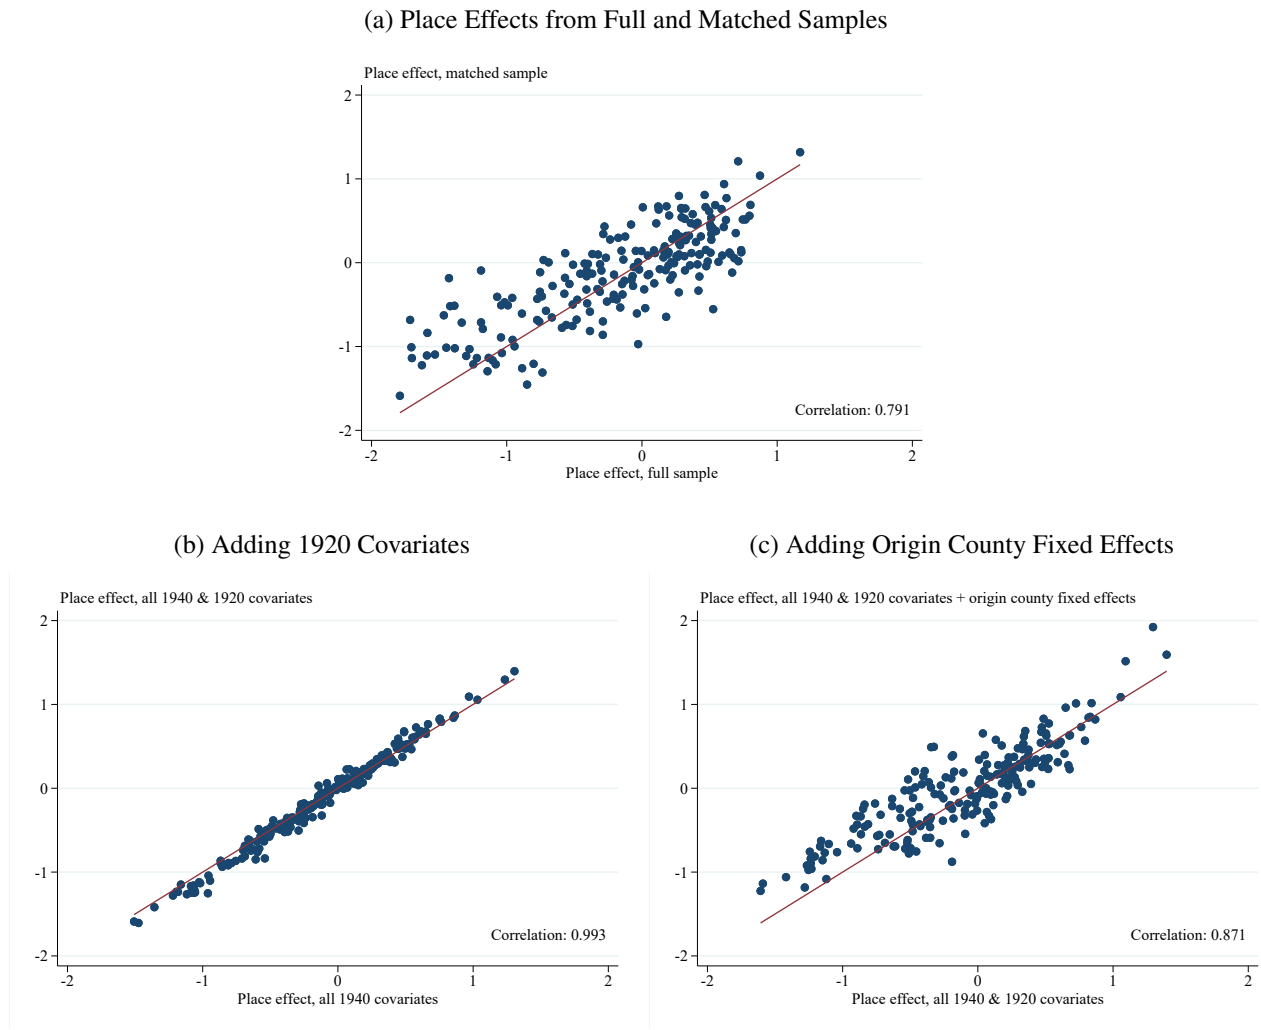 (a) Place Effects from Full and Matched Samples
Place effect, matched sample
2
1
0
-1
-2
Correlation: 0.791
-2 -1 0 1 2
Place effect, full sample
(b) Adding 1920 Covariates
Place effect, all 1940 & 1920 covariates
2
1
0
-1
-2
Correlation: 0.993
-2 -1 0 1 2
Place effect, all 1940 covariates
(c) Adding Origin County Fixed Effects
Place effect, all 1940 & 1920 covariates + origin county fixed effects
2
1
0
-1
-2
Correlation: 0.871
-2 -1 0 1 2
Place effect, all 1940 & 1920 covariates